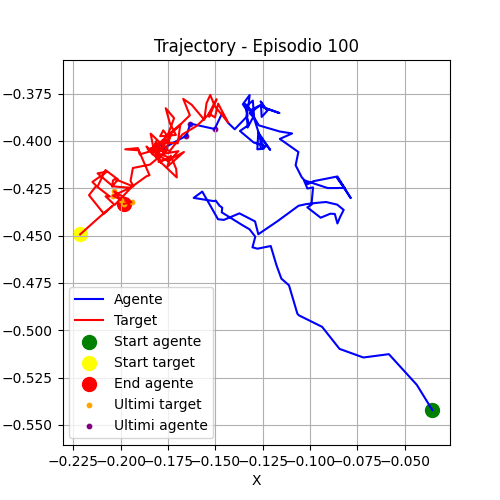 Trajectory - Episodio 100
−0.375
−0.400
−0.425
−0.450
−0.475
−0.500
−0.525
−0.550
Agente
Target
Start agente
Start target
End agente
Ultimi target
Ultimi agente
−0.225 −0.200 −0.175 −0.150 −0.125 −0.100 −0.075 −0.050
X